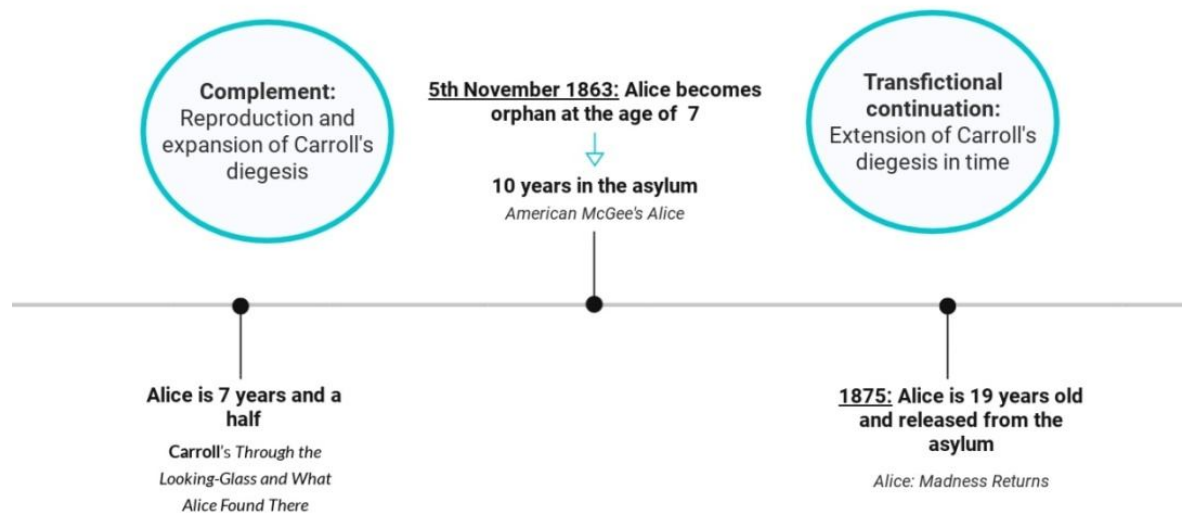 Complement:
Reproduction and
expansion of Carroll's
diegesis
5th November 1863: Alice becomes
orphan at the age of 7
10 years in the asylum
American McGee's Alice
Transfictional
continuation:
Extension of Carroll's
diegesis in time
Alice is 7 years and a
half
Carroll's Through the
Looking-Glass and What
Alice Found There
1875: Alice is 19 years old
and released from the
asylum
Alice: Madness Returns